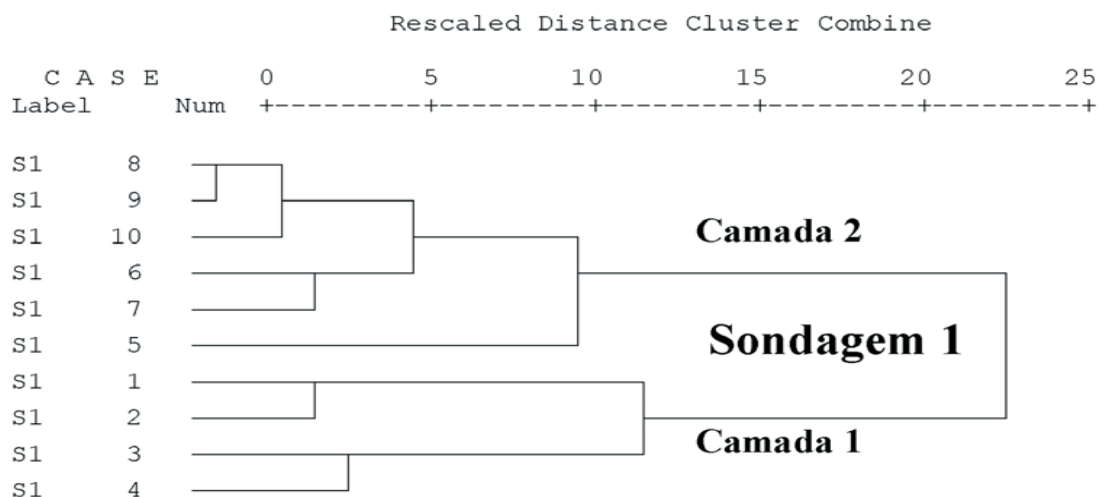 Rescaled Distance Cluster Combine
C A S E 0 5 10 15 20 25
Label Num +---------+---------+---------+---------+---------+
S1 8
S1 9
S1 10
Camada 2
S1 6
S1 7
S1 5
Sondagem 1
S1 1
S1 2
Camada 1
S1 3
S1 4